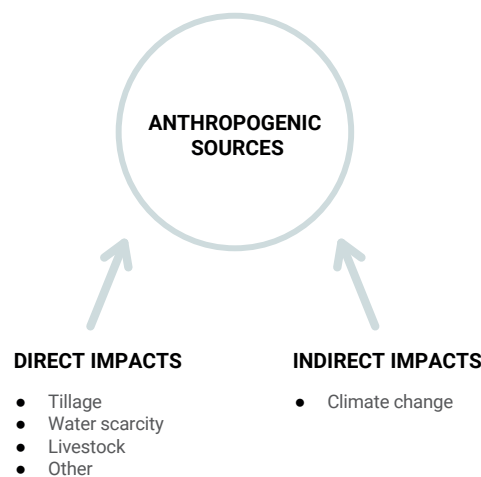 ANTHROPOGENIC
SOURCES
DIRECT IMPACTS
● Tillage
● Water scarcity
● Livestock
● Other
INDIRECT IMPACTS
● Climate change